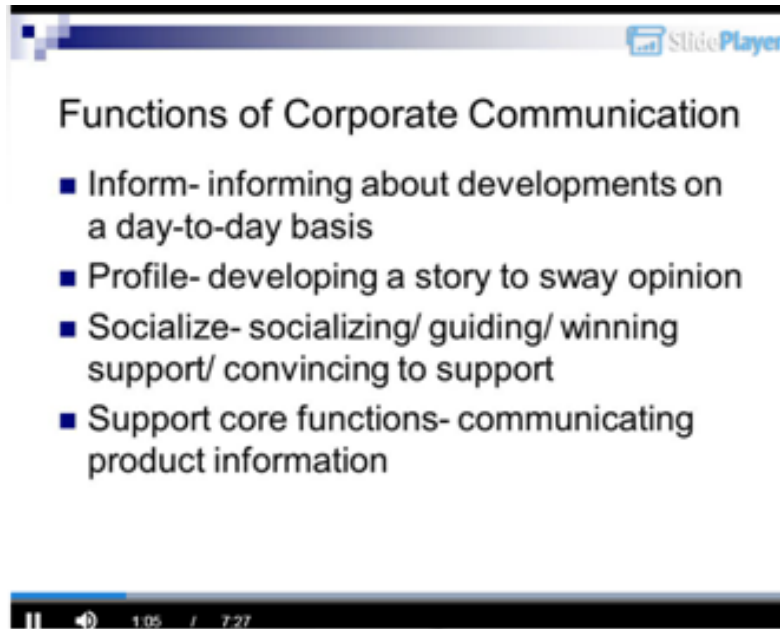 SlidePlayer
Functions of Corporate Communication
■ Inform- informing about developments on
a day-to-day basis
■ Profile- developing a story to sway opinion
■ Socialize- socializing/ guiding/ winning
support/ convincing to support
■ Support core functions- communicating
product information
1:05 / 7:27